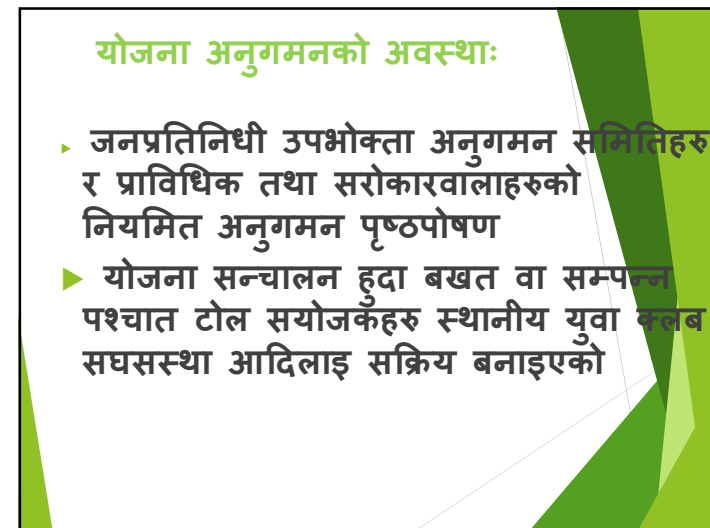 योजना अनुगमनको अवस्थाः
जनप्रतिनिधी उपभोक्ता अनुगमन समितिहरु
र प्राविधिक तथा सरोकारवालाहरुको
नियमित अनुगमन पृष्ठपोषण
योजना सन्चालन हुदा बखत वा सम्पन्न
पश्चात टोल सयोजकहरु स्थानीय युवा क्लब
सघसस्था आदिलाइ सक्रिय बनाइएको